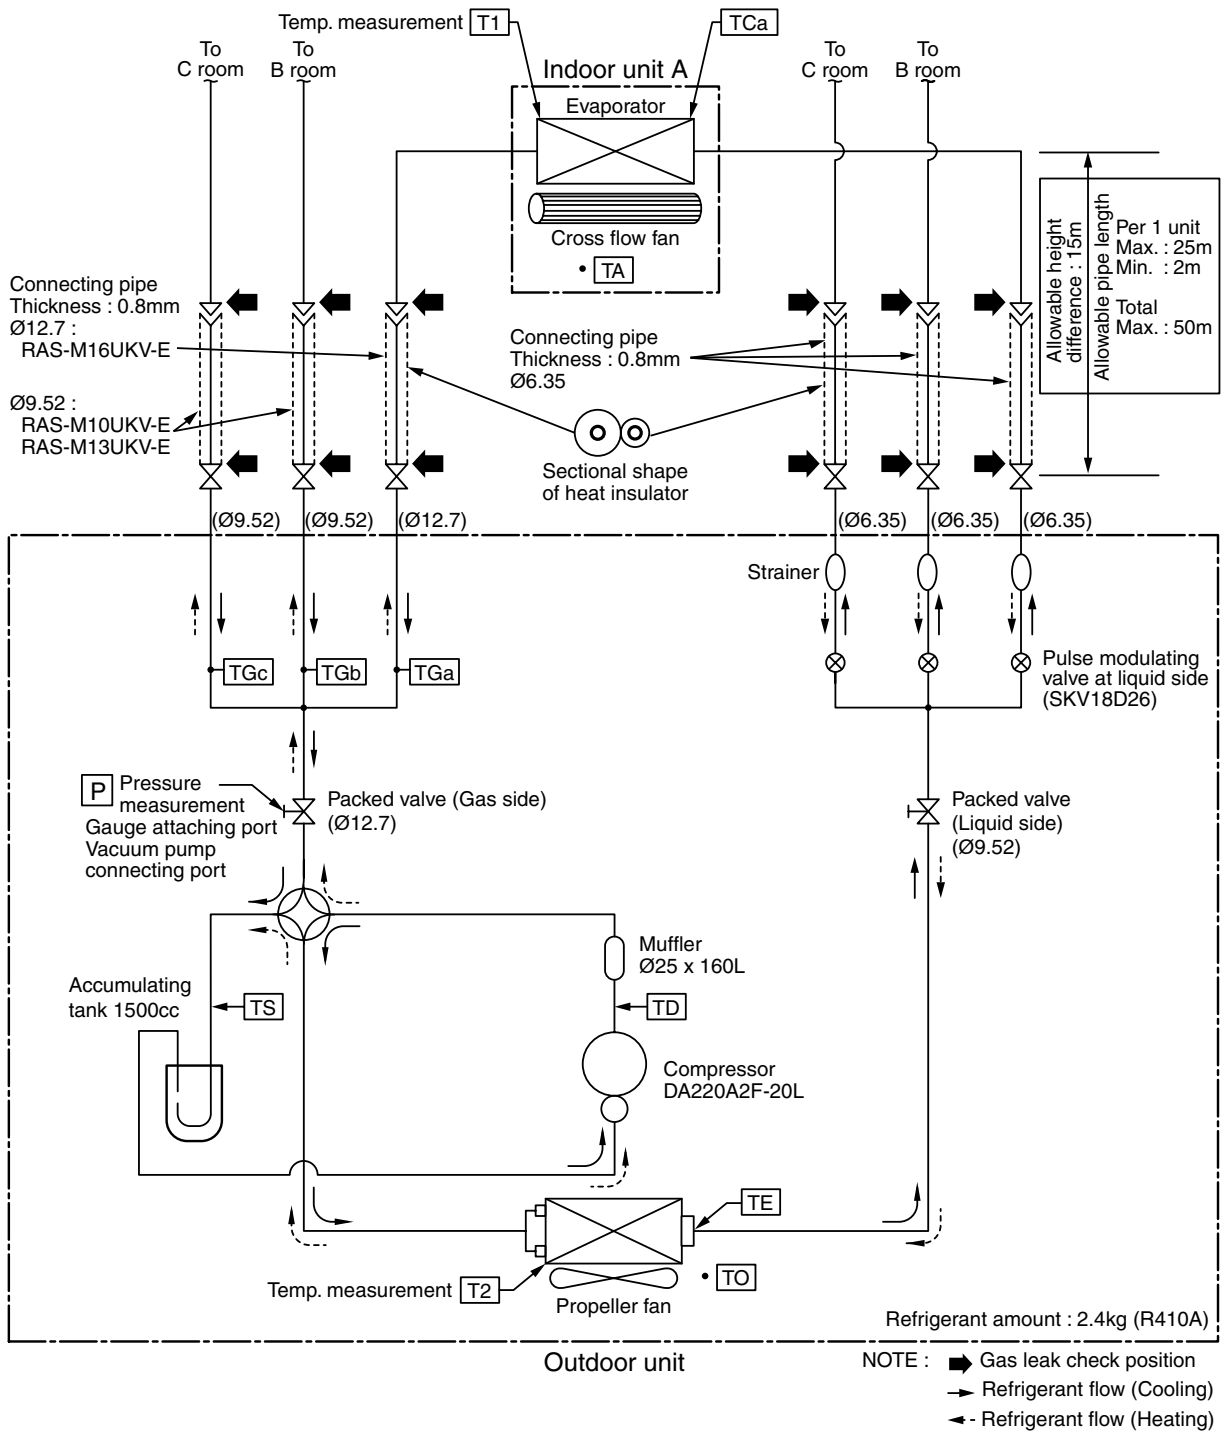 Temp. measurement T1
TCa
To
C room
To
B room
To
C room
To
B room
Indoor unit A
Evaporator
Cross flow fan
• TA
Connecting pipe
Thickness : 0.8mm
Ø12.7 :
RAS-M16UKV-E
Ø9.52 :
RAS-M10UKV-E
RAS-M13UKV-E
Connecting pipe
Thickness : 0.8mm
Ø6.35
Sectional shape
of heat insulator
Allowable height
difference : 15m
Allowable pipe length
Per 1 unit
Max. : 25m
Min. : 2m
Total
Max. : 50m
(Ø9.52)
(Ø9.52)
(Ø12.7)
(Ø6.35)
(Ø6.35)
(Ø6.35)
Strainer
TGc
TGb
TGa
Pulse modulating
valve at liquid side
(SKV18D26)
P Pressure
measurement
Gauge attaching port
Vacuum pump
connecting port
Packed valve (Gas side)
(Ø12.7)
Packed valve
(Liquid side)
(Ø9.52)
Muffler
Ø25 x 160L
Accumulating
tank 1500cc
TS
TD
Compressor
DA220A2F-20L
TE
Temp. measurement T2
• TO
Propeller fan
Refrigerant amount : 2.4kg (R410A)
Outdoor unit
NOTE : Gas leak check position
Refrigerant flow (Cooling)
Refrigerant flow (Heating)